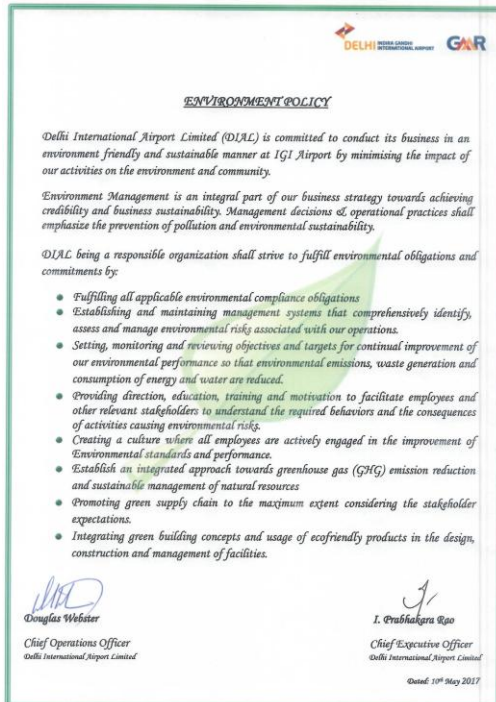 DELHI INDIRA GANDHI
INTERNATIONAL AIRPORT
GMR
ENVIRONMENT POLICY
Delhi International Airport Limited (DIAL) is committed to conduct its business in an
environment friendly and sustainable manner at IGI Airport by minimising the impact of
our activities on the environment and community.
Environment Management is an integral part of our business strategy towards achieving
credibility and business sustainability. Management decisions & operational practices shall
emphasize the prevention of pollution and environmental sustainability.
DIAL being a responsible organization shall strive to fulfill environmental obligations and
commitments by:
● Fulfilling all applicable environmental compliance obligations
● Establishing and maintaining management systems that comprehensively identify,
assess and manage environmental risks associated with our operations.
● Setting, monitoring and reviewing objectives and targets for continual improvement of
our environmental performance so that environmental emissions, waste generation and
consumption of energy and water are reduced.
● Providing direction, education, training and motivation to facilitate employees and
other relevant stakeholders to understand the required behaviors and the consequences
of activities causing environmental risks.
● Creating a culture where all employees are actively engaged in the improvement of
Environmental standards and performance.
● Establish an integrated approach towards greenhouse gas (GHG) emission reduction
and sustainable management of natural resources
● Promoting green supply chain to the maximum extent considering the stakeholder
expectations.
● Integrating green building concepts and usage of ecofriendly products in the design,
construction and management of facilities.
Douglas Webster
Chief Operations Officer
Delhi International Airport Limited
I. Prabhakara Rao
Chief Executive Officer
Delhi International Airport Limited
Dated: 10th May 2017